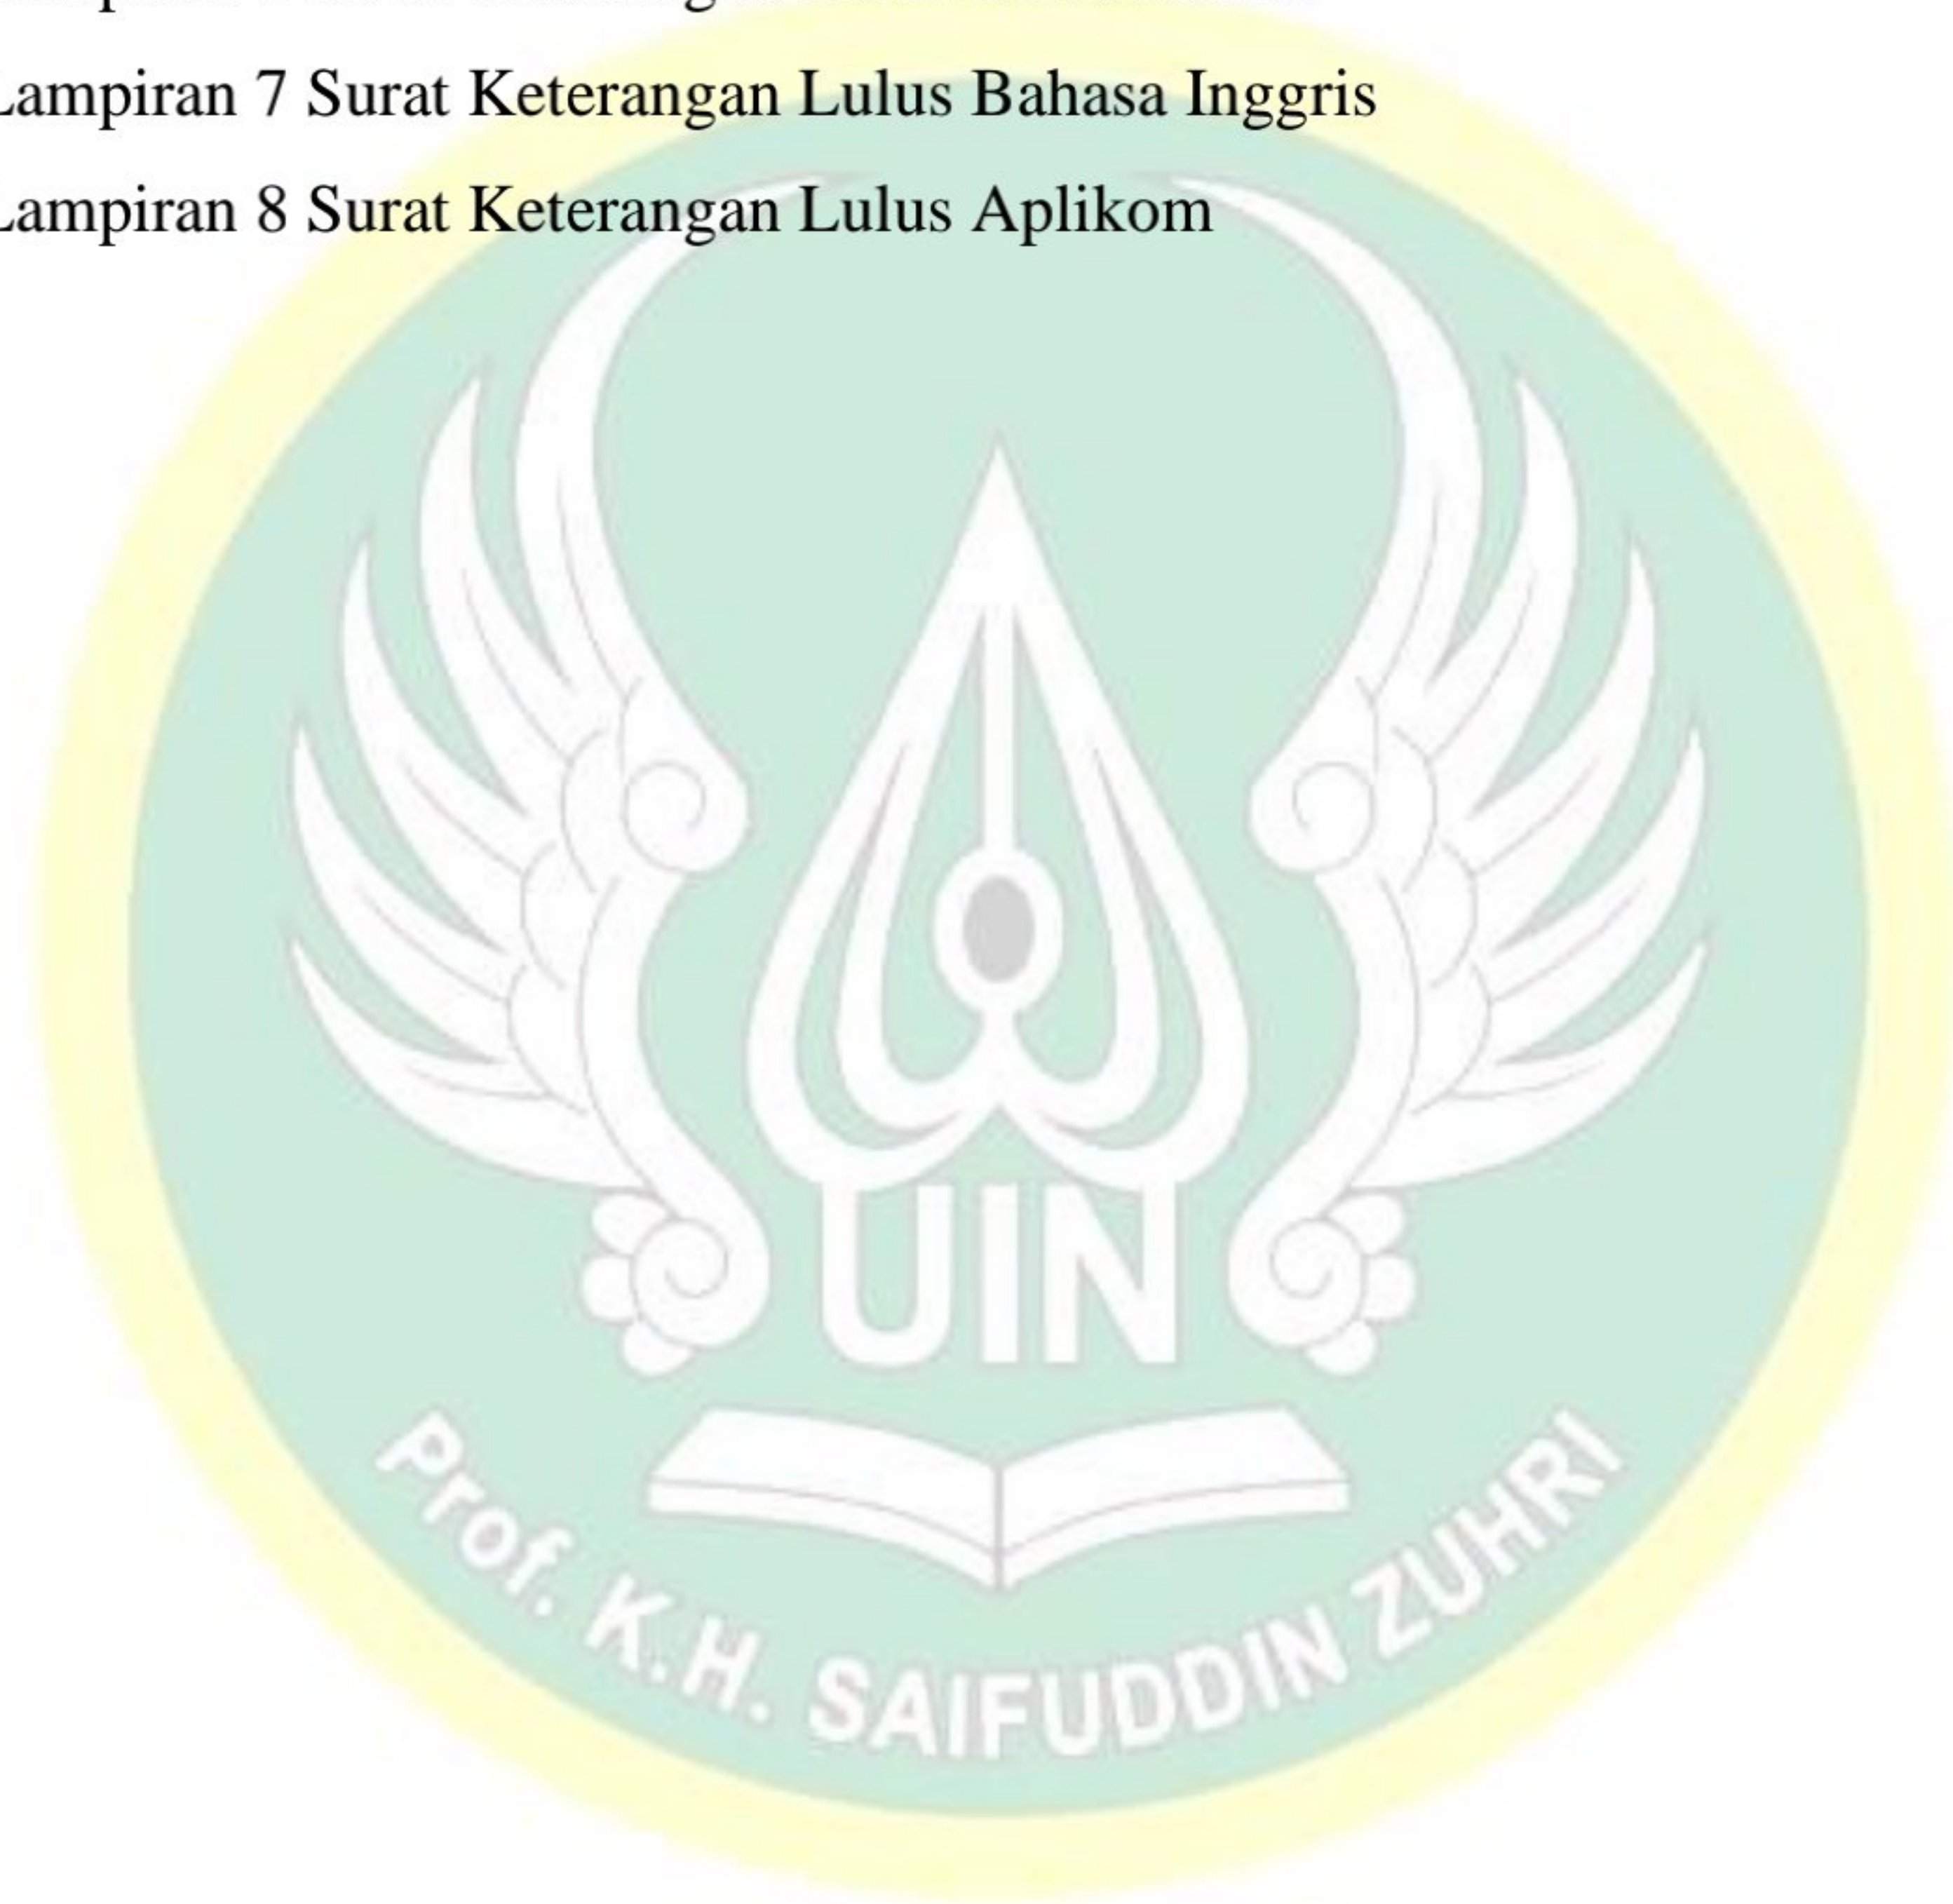 Lampiran 7 Surat Keterangan Lulus Bahasa Inggris
Lampiran 8 Surat Keterangan Lulus Aplikom
UIN
Prof. K.H. SAIFUDDIN ZUHRI